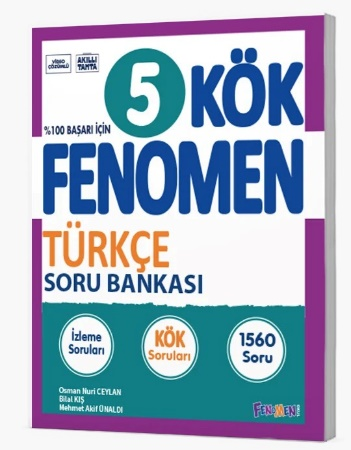 VİDEO
ÇÖZÜMLÜ
AKILLI
TAHTA
5 KÖK
%100 BAŞARI İÇİN
FENOMEN
TÜRKÇE
SORU BANKASI
İzleme
Soruları
KÖK
Soruları
1560
Soru
Osman Nuri CEYLAN
Bilal KIŞ
Mehmet Akif ÜNALDI
FENOMEN